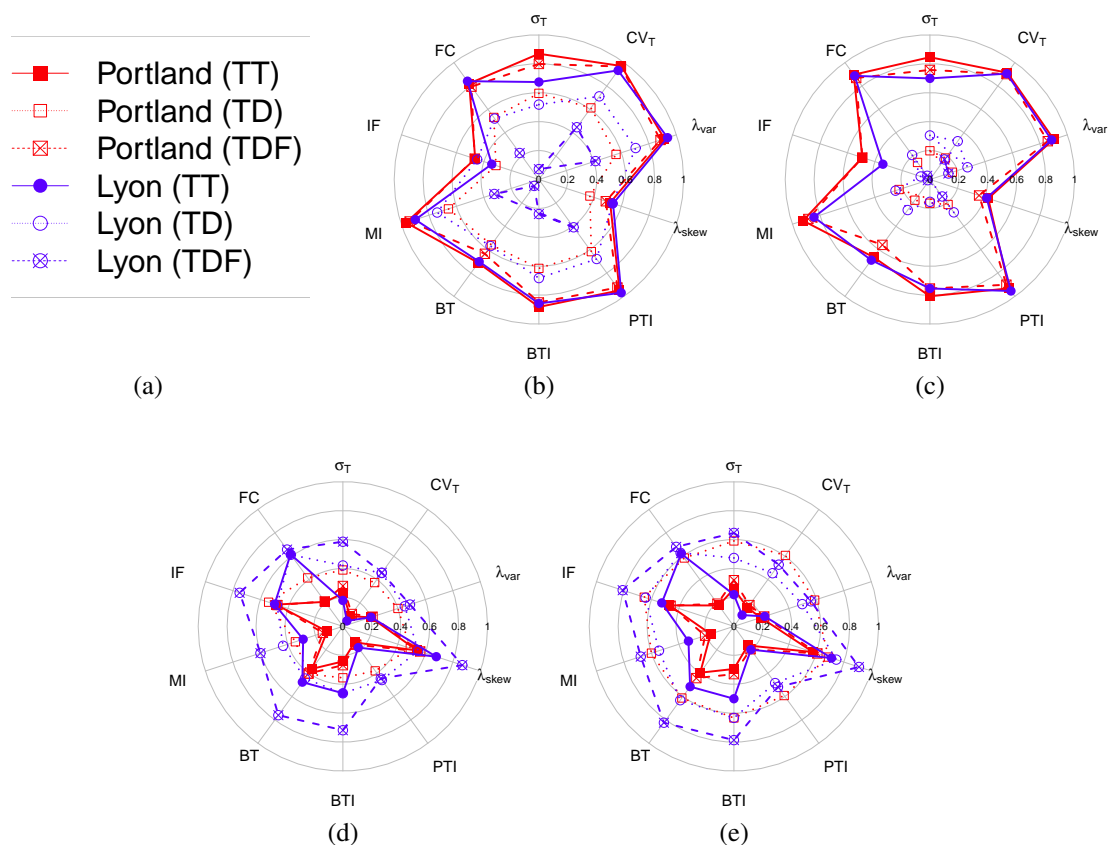 Portland (TT)
Portland (TD)
Portland (TDF)
Lyon (TT)
Lyon (TD)
Lyon (TDF)
(a)
σT
FC
CVT
IF
λvar
0 0.2 0.4 0.6 0.8 1
MI
λskew
BT
PTI
BTI
(b)
σT
FC
CVT
IF
λvar
0 0.2 0.4 0.6 0.8 1
MI
λskew
BT
PTI
BTI
(c)
σT
FC
CVT
IF
λvar
0 0.2 0.4 0.6 0.8 1
MI
λskew
BT
PTI
BTI
(d)
σT
FC
CVT
IF
λvar
0 0.2 0.4 0.6 0.8 1
MI
λskew
BT
PTI
BTI
(e)